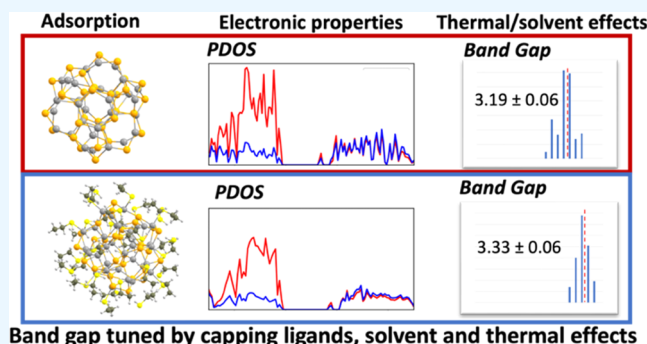 Adsorption Electronic properties Thermal/solvent effects
PDOS Band Gap
3.19 ± 0.06
PDOS Band Gap
3.33 ± 0.06
Band gap tuned by capping ligands, solvent and thermal effects